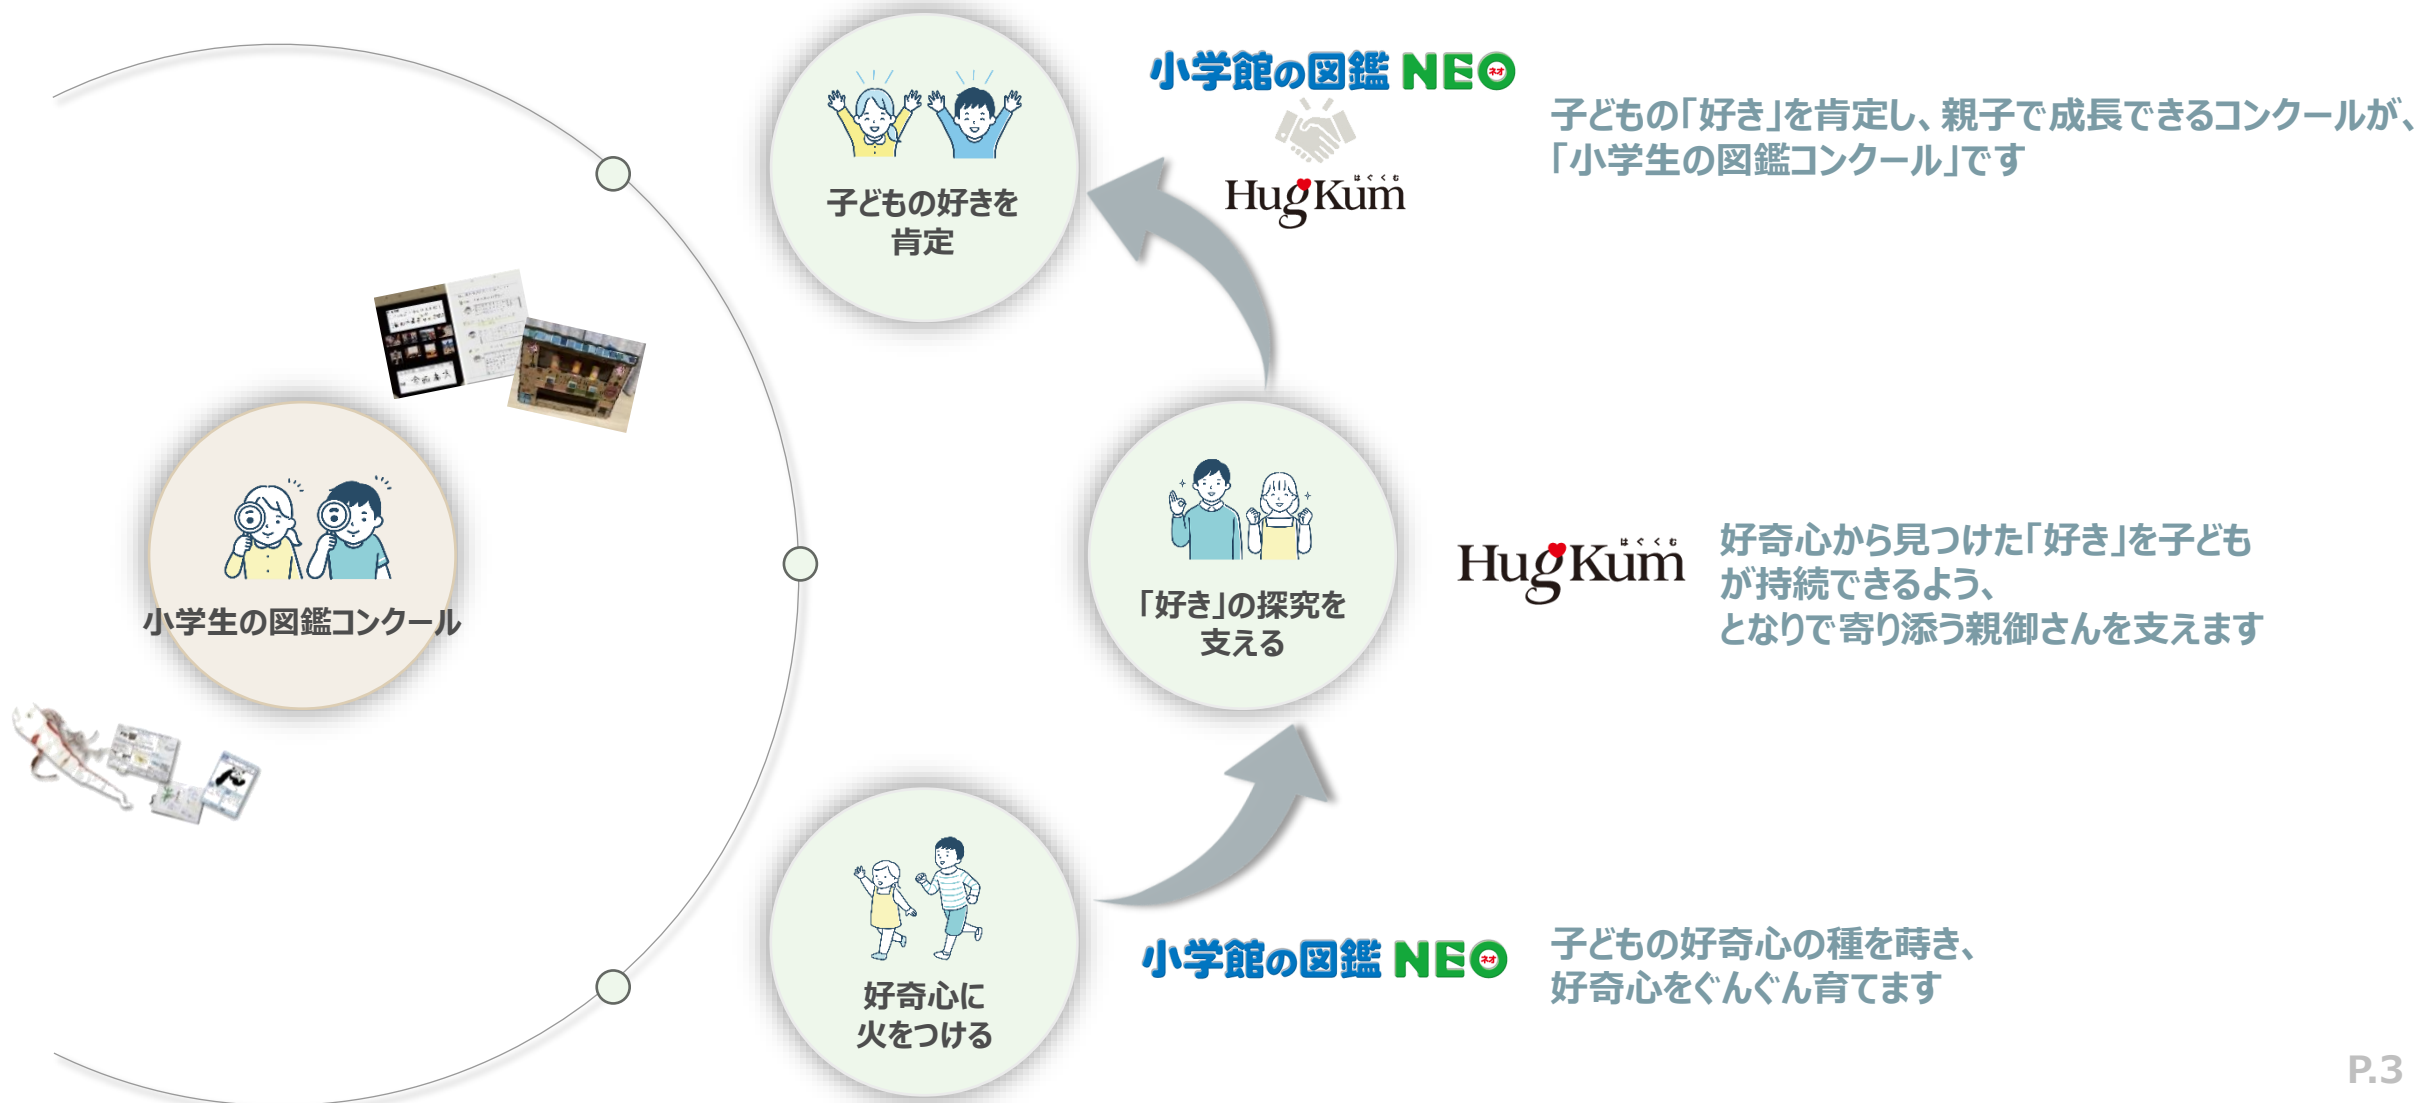 小学館の図鑑 NEO
ネオ
子どもの「好き」を肯定し、親子で成長できるコンクールが、
「小学生の図鑑コンクール」です
はぐくむ
HugKum
子どもの好きを
肯定
小学生の図鑑コンクール
「好き」の探究を
支える
はぐくむ
HugKum
好奇心から見つけた「好き」を子ども
が持続できるよう、
となりで寄り添う親御さんを支えます
好奇心に
火をつける
小学館の図鑑 NEO
ネオ
子どもの好奇心の種を蒔き、
好奇心をぐんぐん育てます
P.3